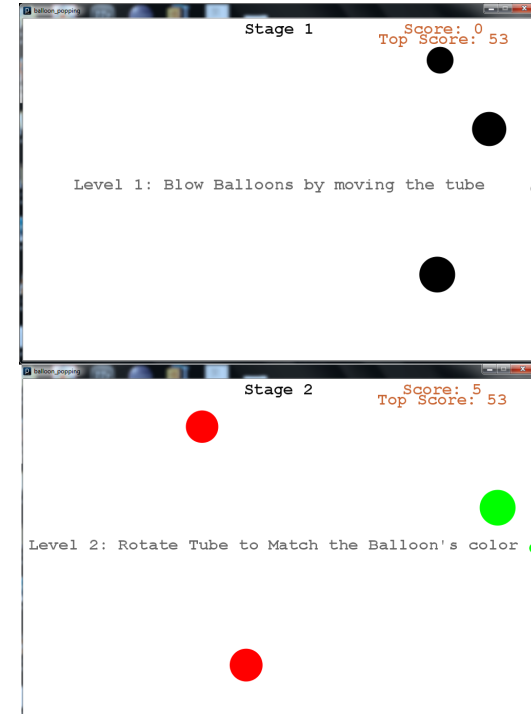 balloon_popping
Stage 1
Score: 0
Top Score: 53
Level 1: Blow Balloons by moving the tube
balloon_popping
Stage 2
Score: 5
Top Score: 53
Level 2: Rotate Tube to Match the Balloon's color